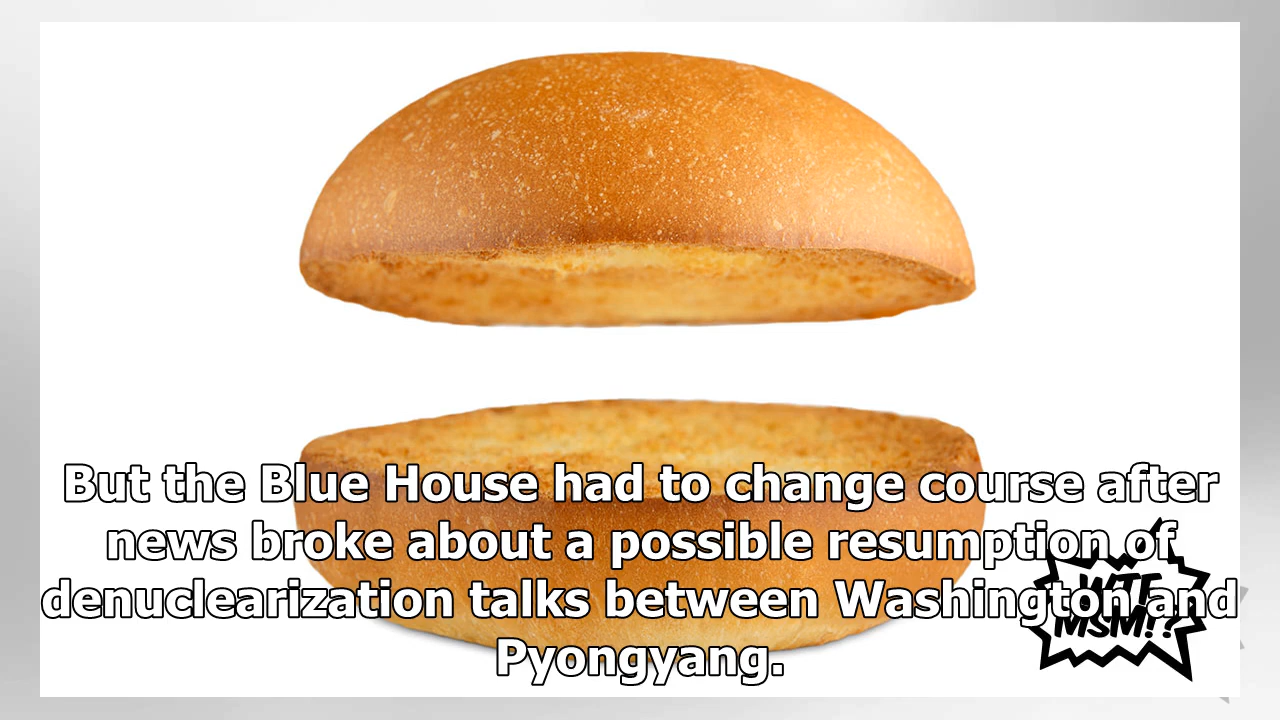 But the Blue House had to change course after
news broke about a possible resumption of
denuclearization talks between Washington and
Pyongyang.
WTF
MSM!?